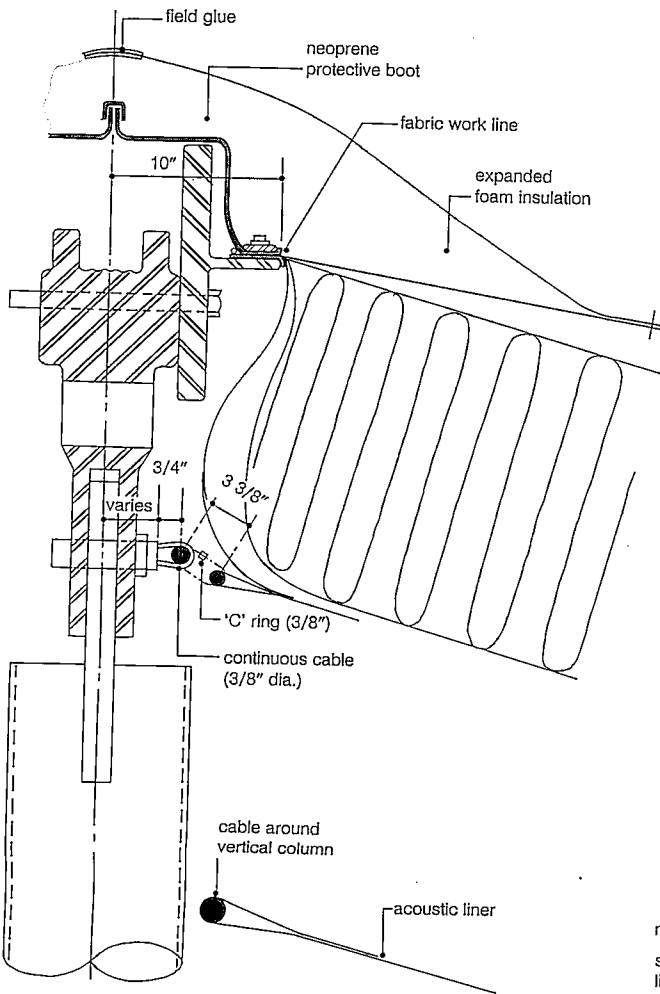 field glue
neoprene
protective boot
fabric work line
10"
expanded
foam insulation
3/4"
3 3/8"
varies
'C' ring (3/8")
continuous cable
(3/8" dia.)
cable around
vertical column
acoustic liner